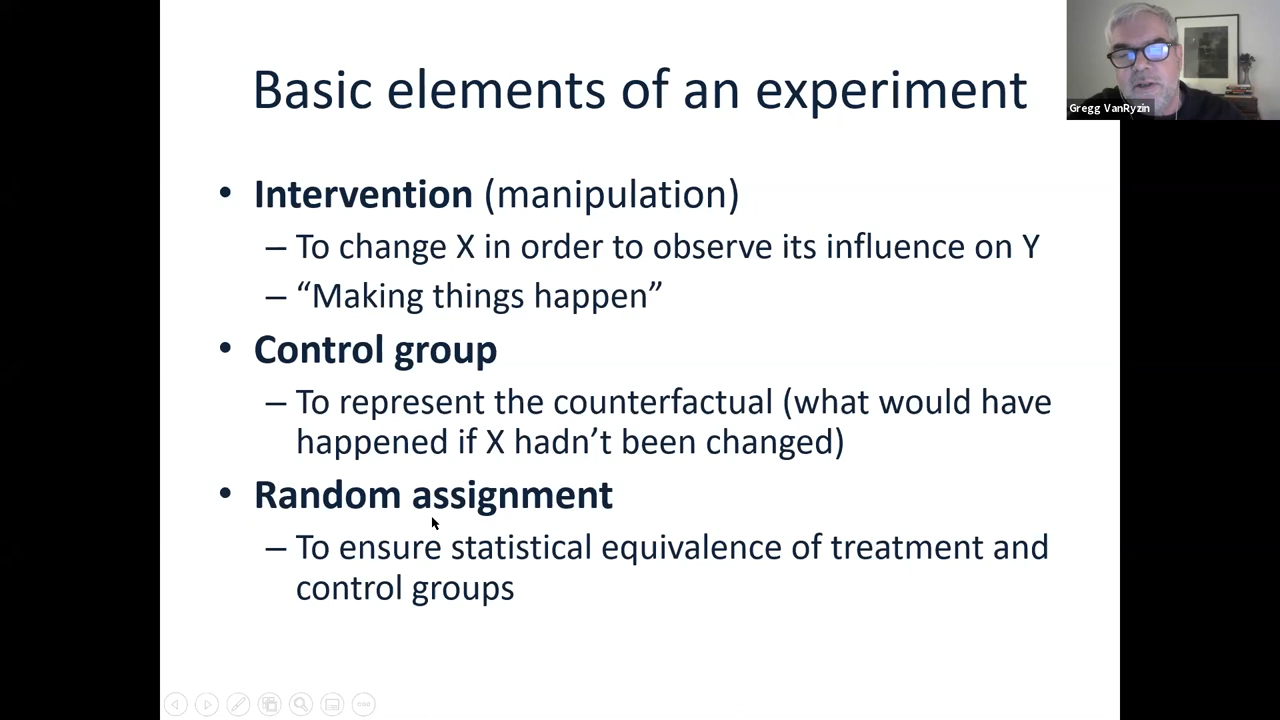 Basic elements of an experiment
Gregg VanRyzin
• Intervention (manipulation)
– To change X in order to observe its influence on Y
– “Making things happen”
• Control group
– To represent the counterfactual (what would have
happened if X hadn’t been changed)
• Random assignment
– To ensure statistical equivalence of treatment and
control groups